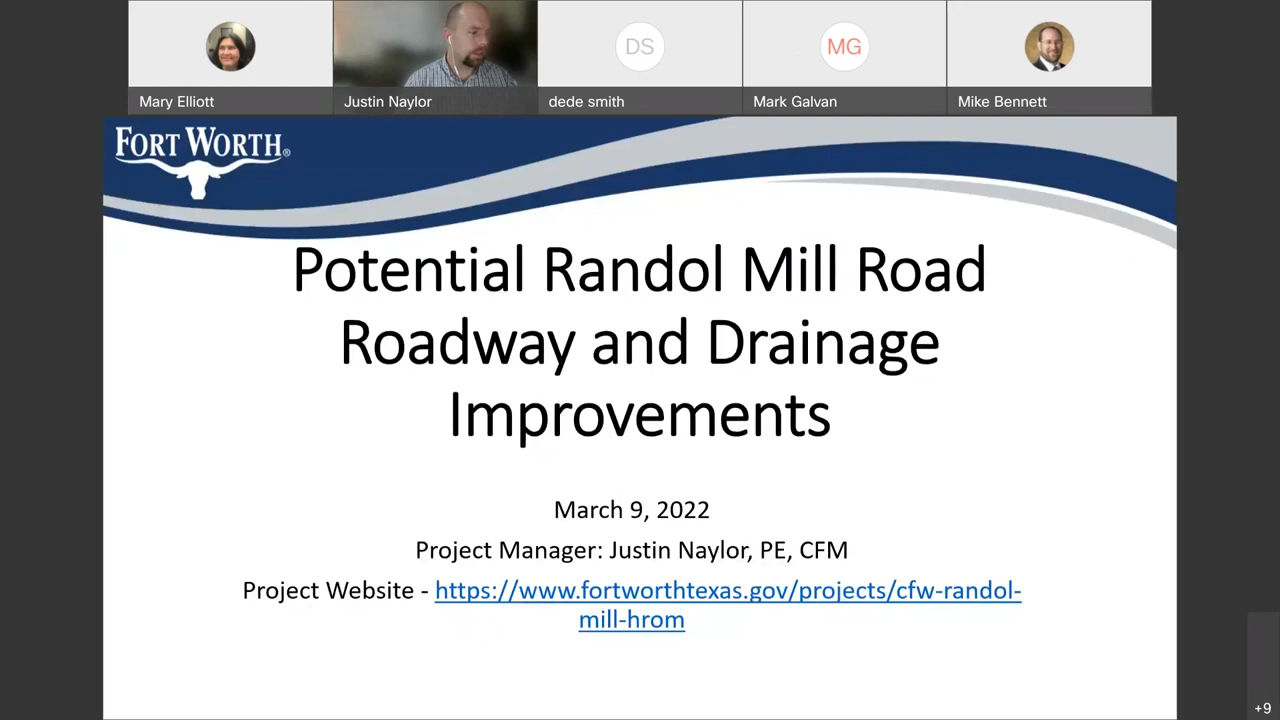 DS
MG
Mary Elliott
Justin Naylor
dede smith
Mark Galvan
Mike Bennett
FORT WORTH®
Potential Randol Mill Road
Roadway and Drainage
Improvements
March 9, 2022
Project Manager: Justin Naylor, PE, CFM
Project Website - https://www.fortworthtexas.gov/projects/cfw-randol-
mill-hrom
+9